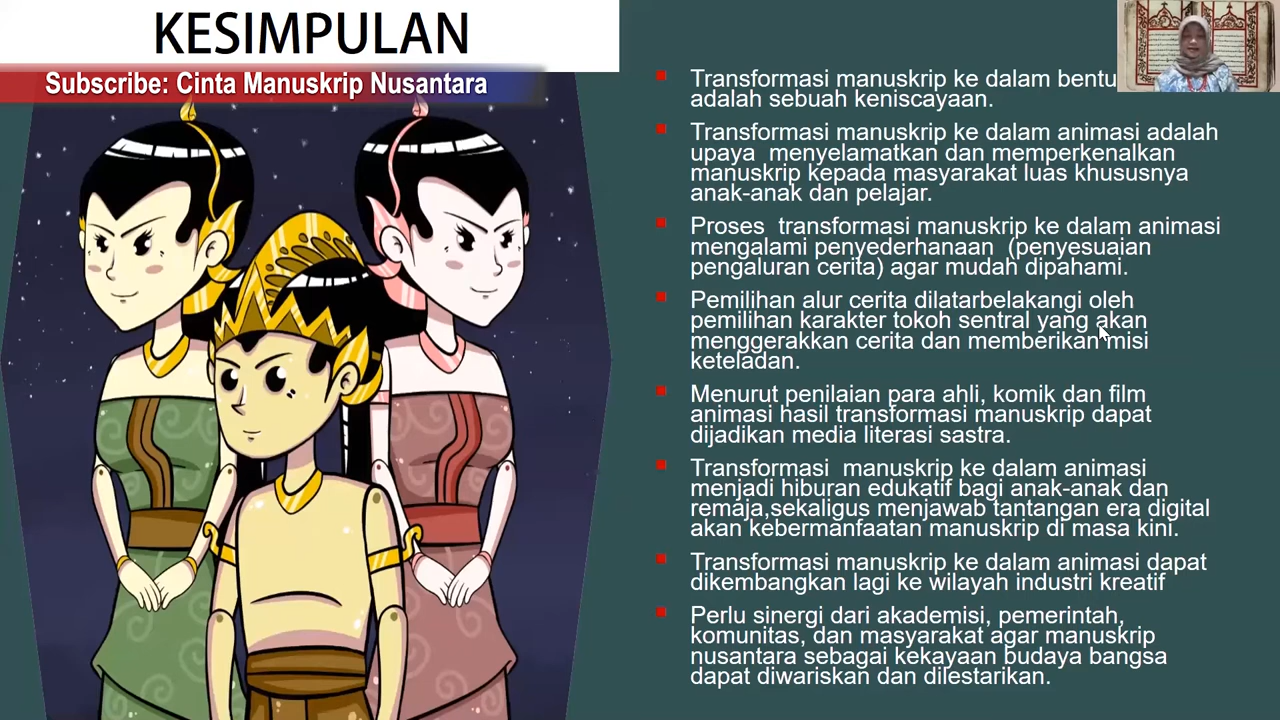 KESIMPULAN
Subscribe: Cinta Manuskrip Nusantara
Transformasi manuskrip ke dalam
adalah sebuah keniscayaan.
Transformasi manuskrip ke dalam animasi adalah
upaya menyelamatkan dan memperkenalkan
manuskrip kepada masyarakat luas khususnya
anak-anak dan pelajar.
Proses transformasi manuskrip ke dalam animasi
mengalami penyederhanaan (penyesuaian
pengaluran cerita) agar mudah dipahami.
Pemilihan alur cerita dilatarbelakangi oleh
pemilihan karakter tokoh sentral yang akan
menggerakkan cerita dan memberikan misi
keteladan.
Menurut penilaian para ahli, komik dan film
animasi hasil transformasi manuskrip dapat
dijadikan media literasi sastra.
Transformasi manuskrip ke dalam animasi
menjadi hiburan edukatif bagi anak-anak dan
remaja,sekaligus menjawab tantangan era digital
akan kebermanfaatan manuskrip di masa kini.
Transformasi manuskrip ke dalam animasi dapat
dikembangkan lagi ke wilayah industri kreatif
Perlu sinergi dari akademisi, pemerintah,
komunitas, dan masyarakat agar manuskrip
nusantara sebagai kekayaan budaya bangsa
dapat diwariskan dan dilestarikan.